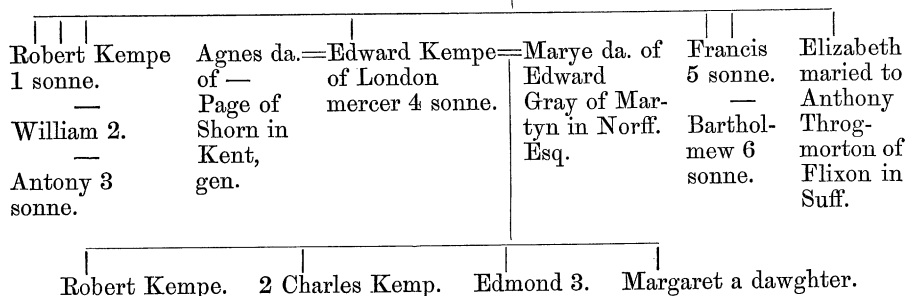 Robert Kempe
1 sonne.
—
William 2.
—
Antony 3
sonne.
Agnes da.=Edward Kempe=Marye da. of
of —
Page of
Shorn in
Kent,
gen.
of London
mercer 4 sonne.
Edward
Gray of Mar-
tyn in Norff.
Esq.
Francis
5 sonne.
—
Barthol-
mew 6
sonne.
Elizabeth
maried to
Anthony
Throg-
morton of
Flixon in
Suff.
Robert Kempe. 2 Charles Kemp. Edmond 3. Margaret a dawghter.